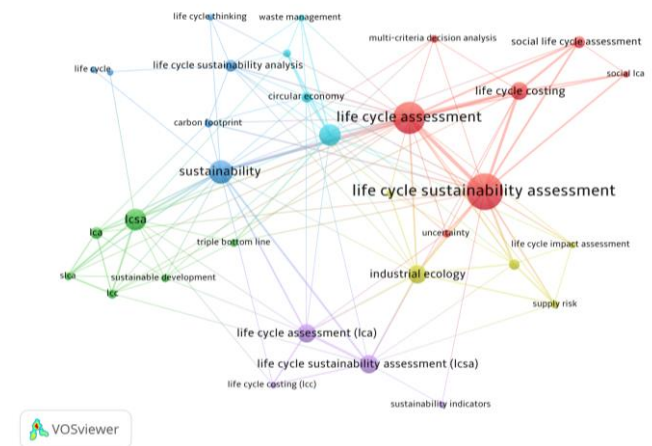 life cycle thinking
waste management
multi-criteria decision analysis
social life cycle assessment
life cycle
life cycle sustainability analysis
social lca
circular economy
life cycle costing
carbon footprint
life cycle assessment
sustainability
life cycle sustainability assessment
lcsa
lca
triple bottom line
uncertainty
life cycle impact assessment
slca
sustainable development
industrial ecology
lcc
supply risk
life cycle assessment (lca)
life cycle sustainability assessment (lcsa)
life cycle costing (lcc)
sustainability indicators
VOSviewer